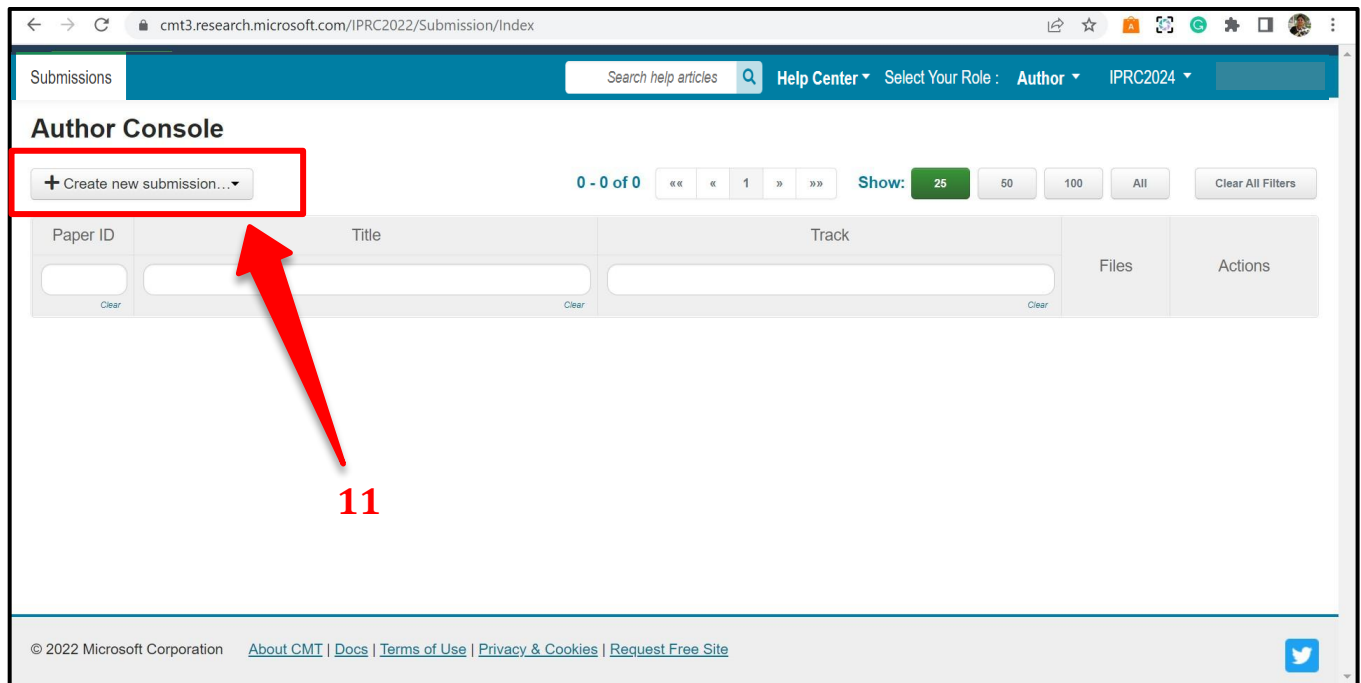 cmt3.research.microsoft.com/IPRC2022/Submission/Index
Submissions
Search help articles
Help Center
Select Your Role :
Author
IPRC2024
Author Console
+ Create new submission...
0 - 0 of 0
«« « 1 » »»
Show:
25
50
100
All
Clear All Filters
Paper ID
Title
Track
Files
Actions
Clear
Clear
Clear
11
© 2022 Microsoft Corporation
About CMT | Docs | Terms of Use | Privacy & Cookies | Request Free Site